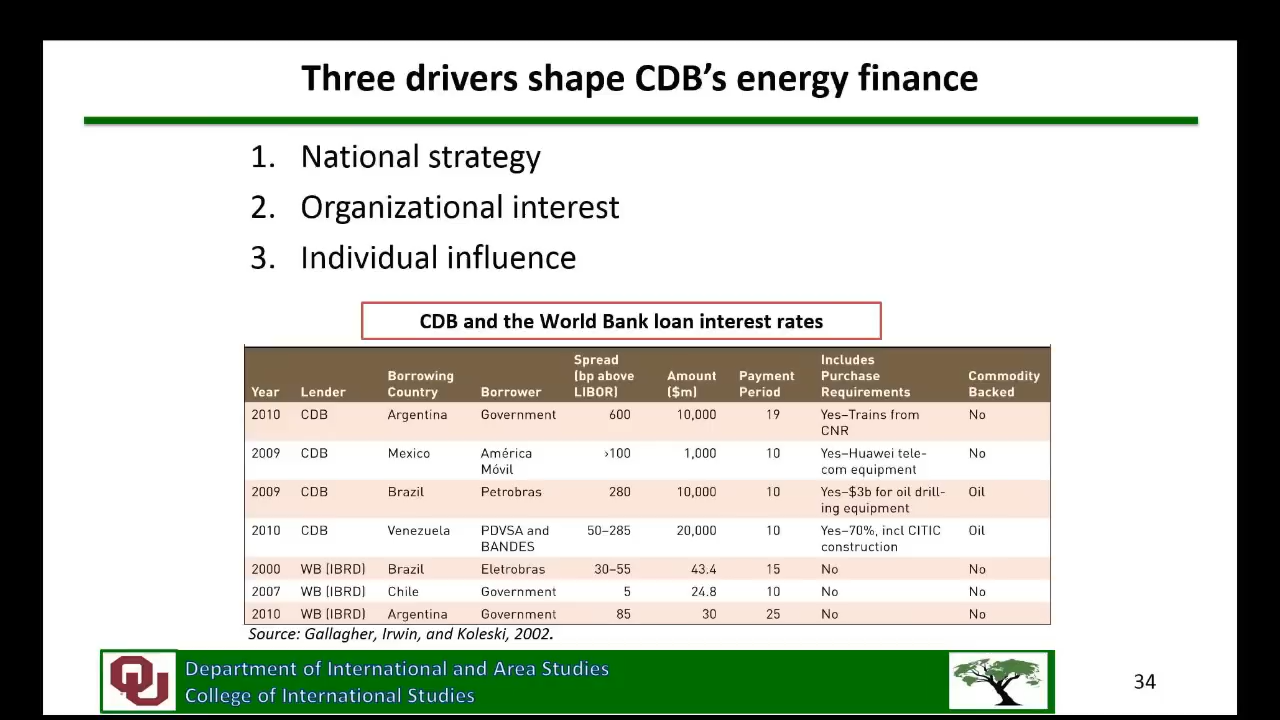 Three drivers shape CDB's energy finance
1. National strategy
2. Organizational interest
3. Individual influence
CDB and the World Bank loan interest rates
Year Lender Borrowing Country Borrower Spread (bp above LIBOR) Amount ($m) Payment Period Includes Purchase Requirements Commodity Backed
2010 CDB Argentina Government 600 10,000 19 Yes–Trains from CNR No
2009 CDB Mexico América Móvil ›100 1,000 10 Yes–Huawei tele-com equipment No
2009 CDB Brazil Petrobras 280 10,000 10 Yes–$3b for oil drill-ing equipment Oil
2010 CDB Venezuela PDVSA and BANDES 50–285 20,000 10 Yes–70%, incl CITIC construction Oil
2000 WB (IBRD) Brazil Eletrobras 30–55 43.4 15 No No
2007 WB (IBRD) Chile Government 5 24.8 10 No No
2010 WB (IBRD) Argentina Government 85 30 25 No No
Source: Gallagher, Irwin, and Koleski, 2002.
OU
Department of International and Area Studies
College of International Studies
34